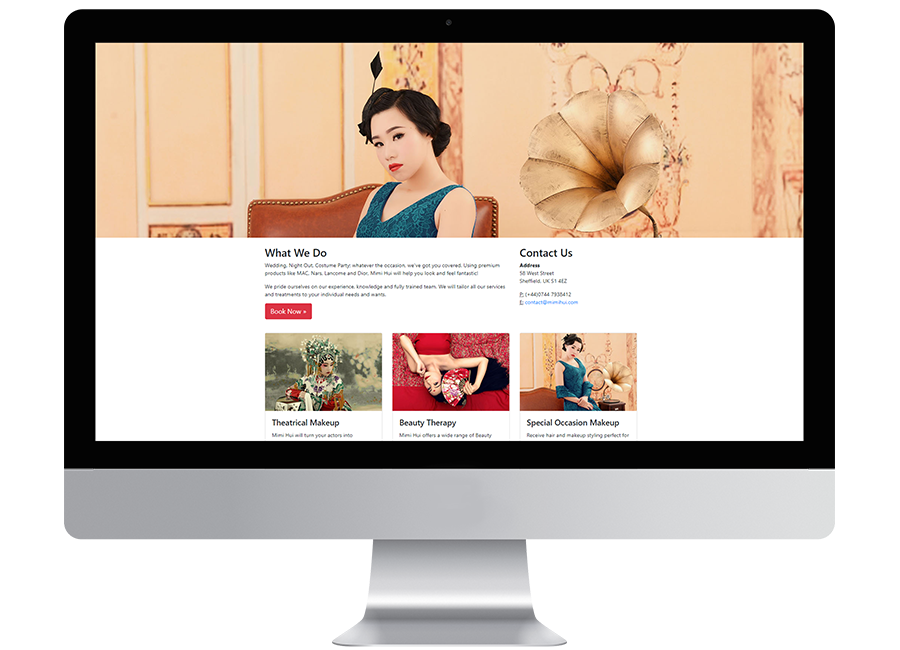 What We Do
Wedding, Night Out, Costume Party: whatever the occasion, we've got you covered. Using premium
products like MAC, Nars, Lancome and Dior, Mimi Hui will help you look and feel fantastic!
We pride ourselves on our experience, knowledge and fully trained team. We will tailor all our services
and treatments to your individual needs and wants.
Book Now »
Contact Us
Address
58 West Street
Sheffield, UK S1 4EZ
P: (+44)0744 7938412
E: contact@mimihui.com
Theatrical Makeup
Mimi Hui will turn your actors into
Beauty Therapy
Mimi Hui offers a wide range of Beauty
Special Occasion Makeup
Receive hair and makeup styling perfect for